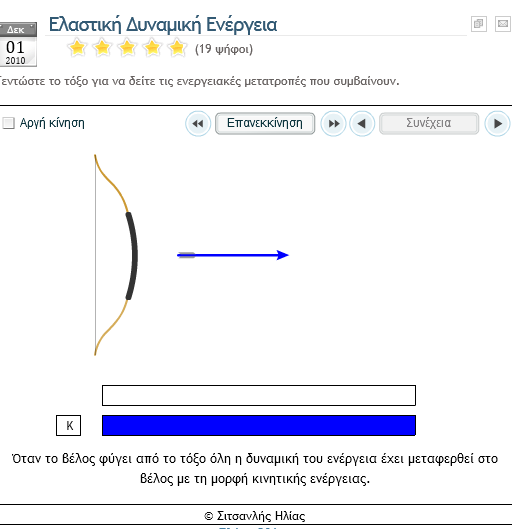 Ελαστική Δυναμική Ενέργεια
Δεκ
01
2010
(19 ψήφοι)
εντώστε το τόξο για να δείτε τις ενεργειακές μετατροπές που συμβαίνουν.
Αργή κίνηση
Επανεκκίνηση
Συνέχεια
K
Όταν το βέλος φύγει από το τόξο όλη η δυναμική του ενέργεια έχει μεταφερθεί στο
βέλος με τη μορφή κινητικής ενέργειας.
© Σιτσανλής Ηλίας